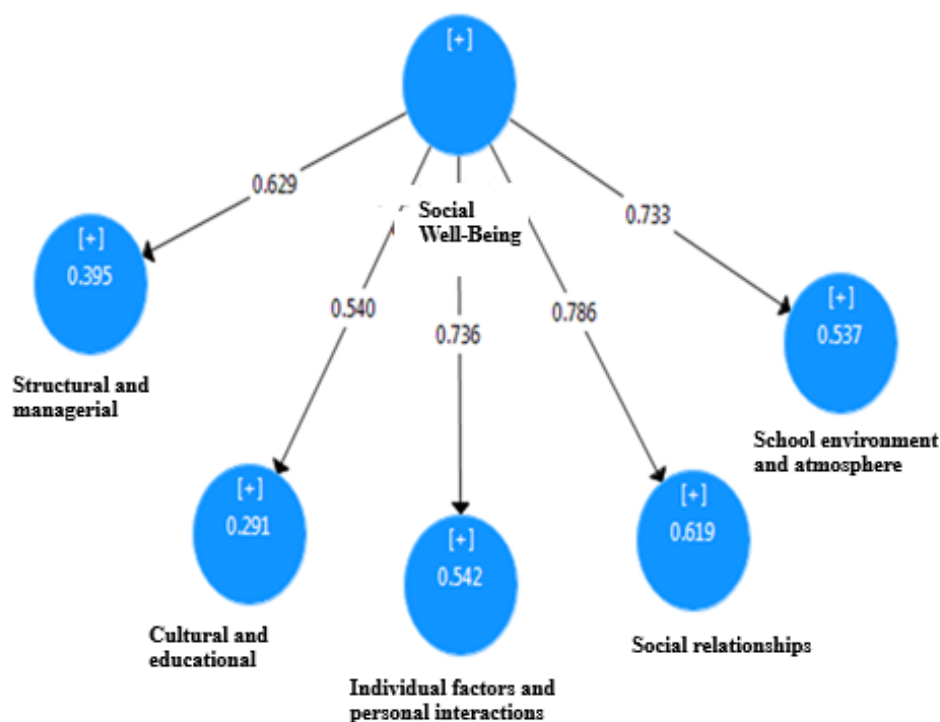 [+]
0.629
Social
Well-Being
0.733
[+]
0.395
0.540
0.736
0.786
[+]
0.537
Structural and
managerial
School environment
and atmosphere
[+]
0.291
[+]
0.542
[+]
0.619
Cultural and
educational
Individual factors and
personal interactions
Social relationships